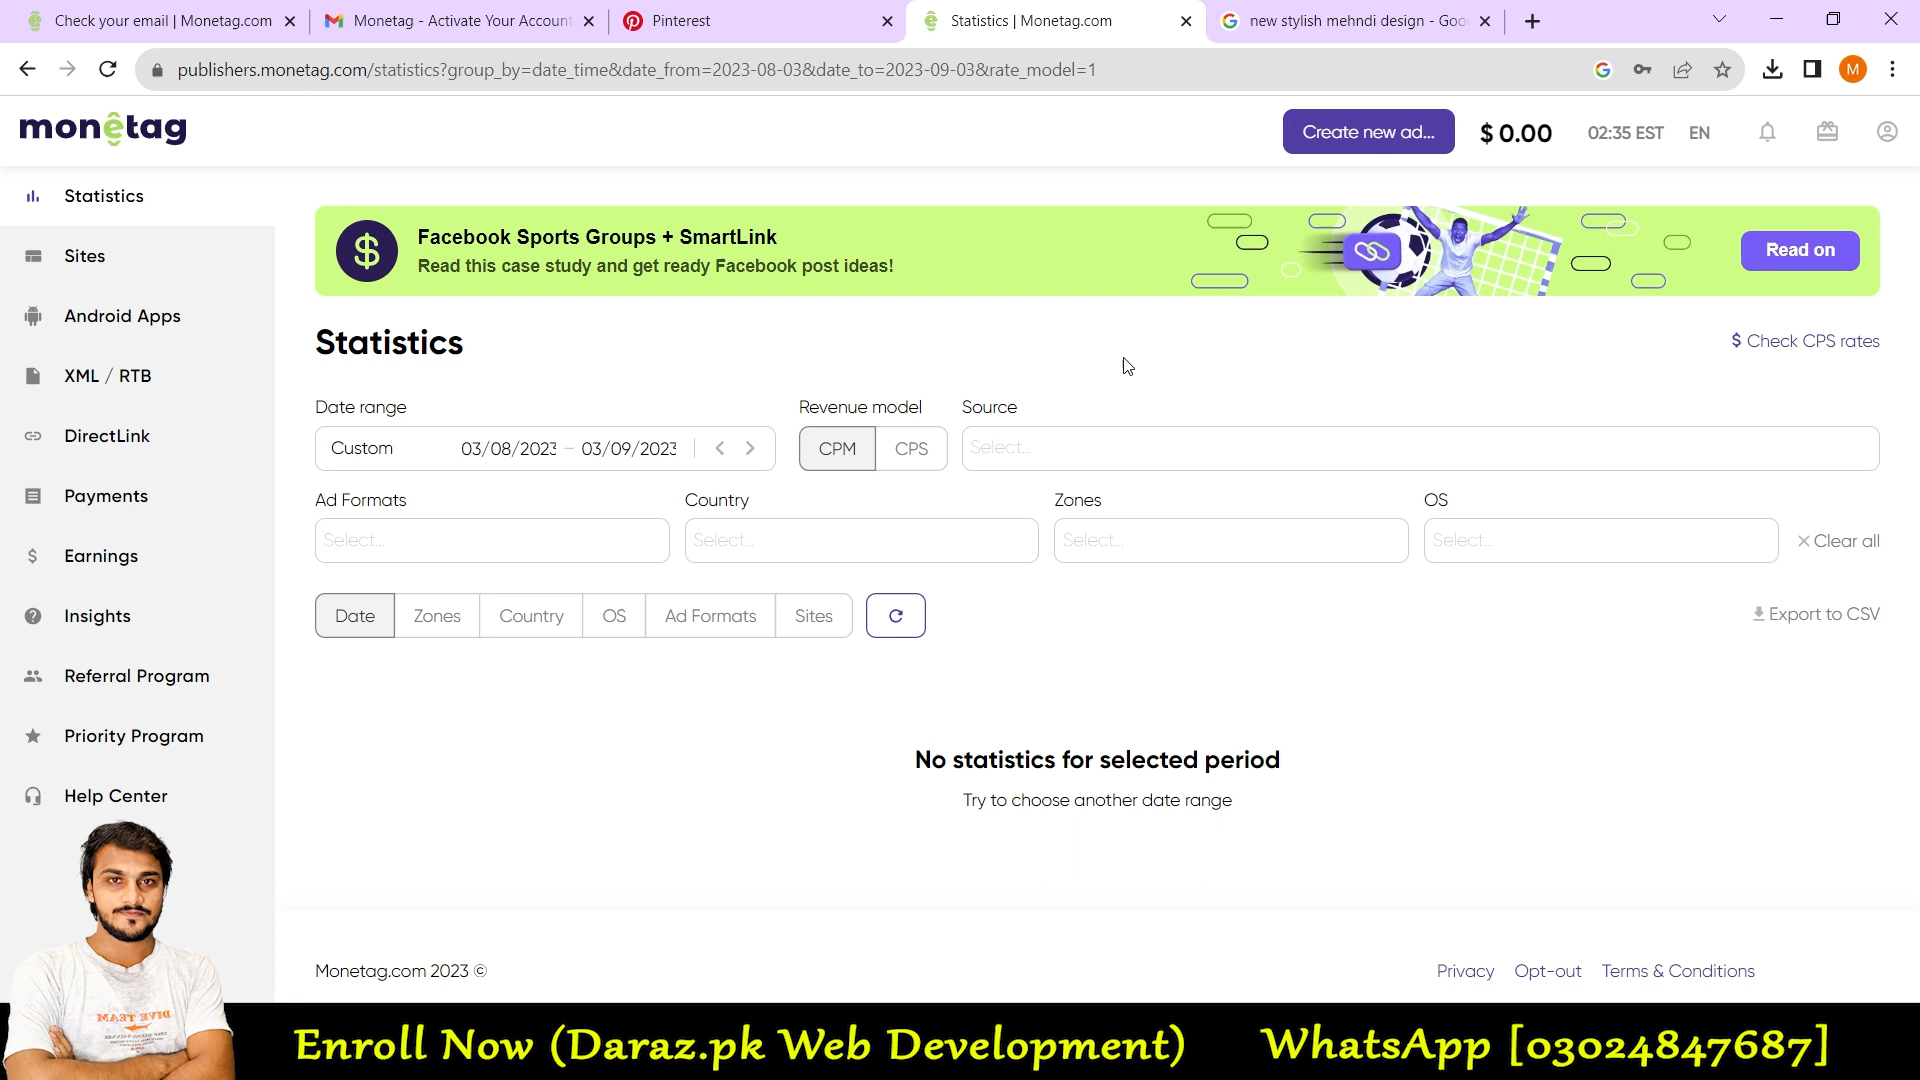 Check your email | Monetag.com
Monetag - Activate Your Account
Pinterest
Statistics | Monetag.com
new stylish mehndi design - Goo
publishers.monetag.com/statistics?group_by=date_time&date_from=2023-08-03&date_to=2023-09-03&rate_model=1
M
monetag
Create new ad...
$ 0.00
02:35 EST
EN
Statistics
Sites
Android Apps
XML / RTB
DirectLink
Payments
Earnings
Insights
Referral Program
Priority Program
Help Center
$
Facebook Sports Groups + SmartLink
Read this case study and get ready Facebook post ideas!
Read on
Statistics
$ Check CPS rates
Date range
Revenue model
Source
Custom
03/08/2023 – 03/09/2023
CPM
CPS
Select...
Ad Formats
Country
Zones
OS
Select...
Select...
Select...
Select...
Clear all
Date
Zones
Country
OS
Ad Formats
Sites
Export to CSV
No statistics for selected period
Try to choose another date range
Monetag.com 2023 ©
Privacy
Opt-out
Terms & Conditions
DIVE TEAM
Enroll Now (Daraz.pk Web Development)
WhatsApp [03024847687]